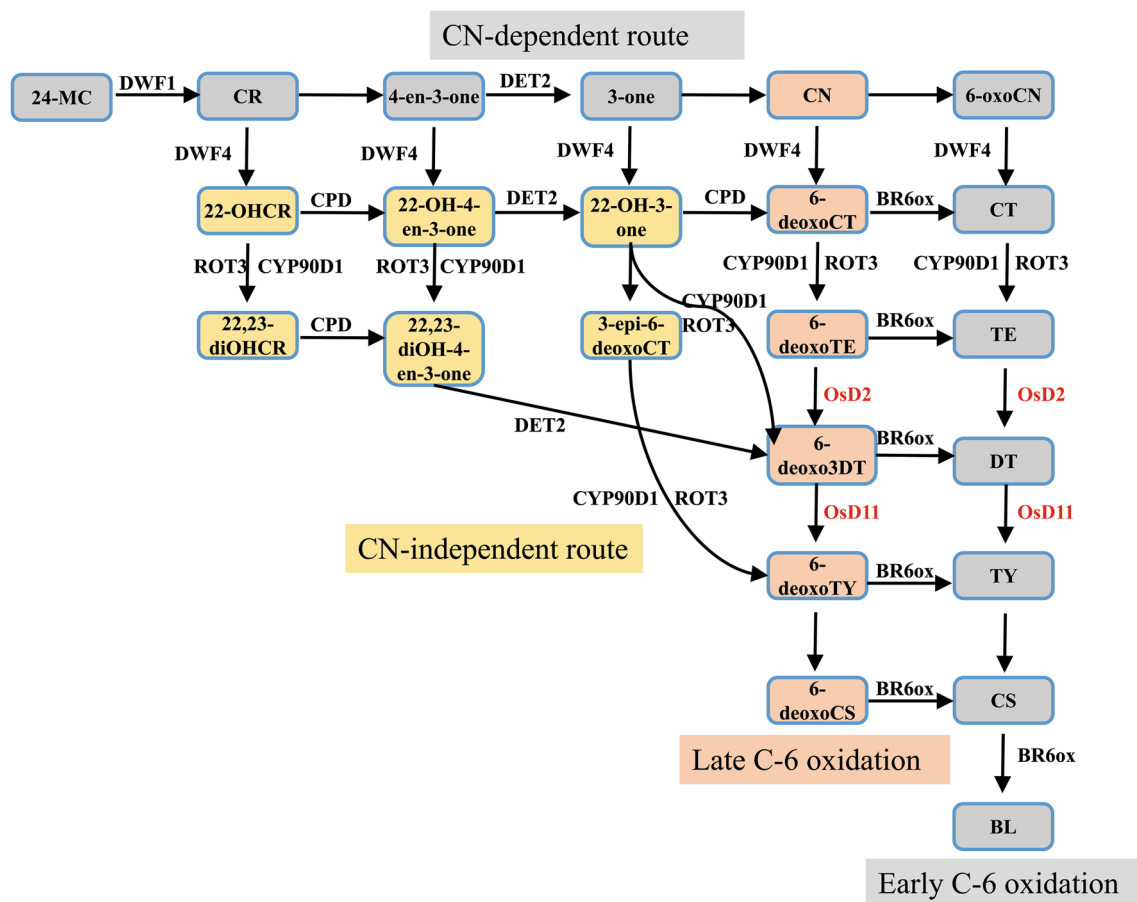 CN-dependent route
24-MC
DWF1
CR
4-en-3-one
DET2
3-one
CN
6-oxoCN
DWF4
DWF4
DWF4
DWF4
DWF4
22-OHCR
CPD
22-OH-4-
en-3-one
DET2
22-OH-3-
one
CPD
6-
deoxoCT
BR6ox
CT
ROT3
CYP90D1
ROT3
CYP90D1
CYP90D1
ROT3
CYP90D1
ROT3
CYP90D1
ROT3
22,23-
diOHCR
CPD
22,23-
diOH-4-
en-3-one
3-epi-6-
deoxoCT
6-
deoxoTE
BR6ox
TE
OsD2
OsD2
DET2
6-
deoxo3DT
BR6ox
DT
CYP90D1
ROT3
OsD11
OsD11
CN-independent route
6-
deoxoTY
BR6ox
TY
6-
deoxoCS
BR6ox
CS
Late C-6 oxidation
BR6ox
BL
Early C-6 oxidation